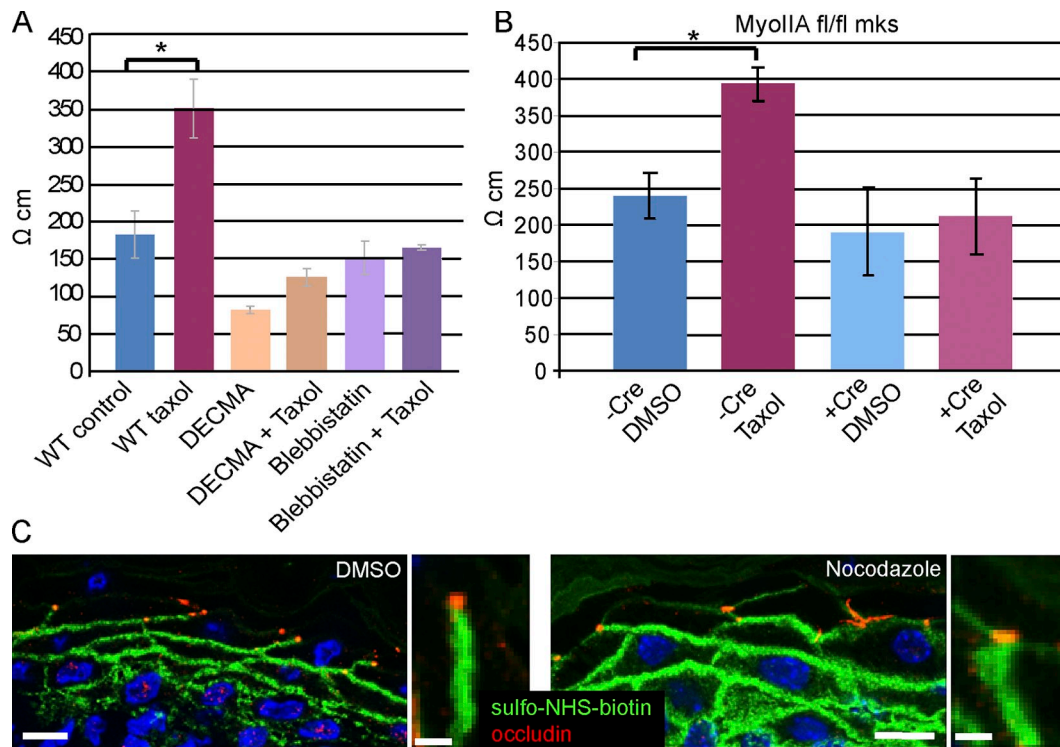 A
450
400
350
300
250
200
150
100
50
0
Ω cm
*
WT control
WT taxol
DECMA
DECMA + Taxol
Blebbistatin
Blebbistatin + Taxol
B
MyoIIA fl/fl mks
450
400
350
300
250
200
150
100
50
0
Ω cm
*
-Cre
DMSO
-Cre
Taxol
+Cre
DMSO
+Cre
Taxol
C
DMSO
Nocodazole
sulfo-NHS-biotin
occludin